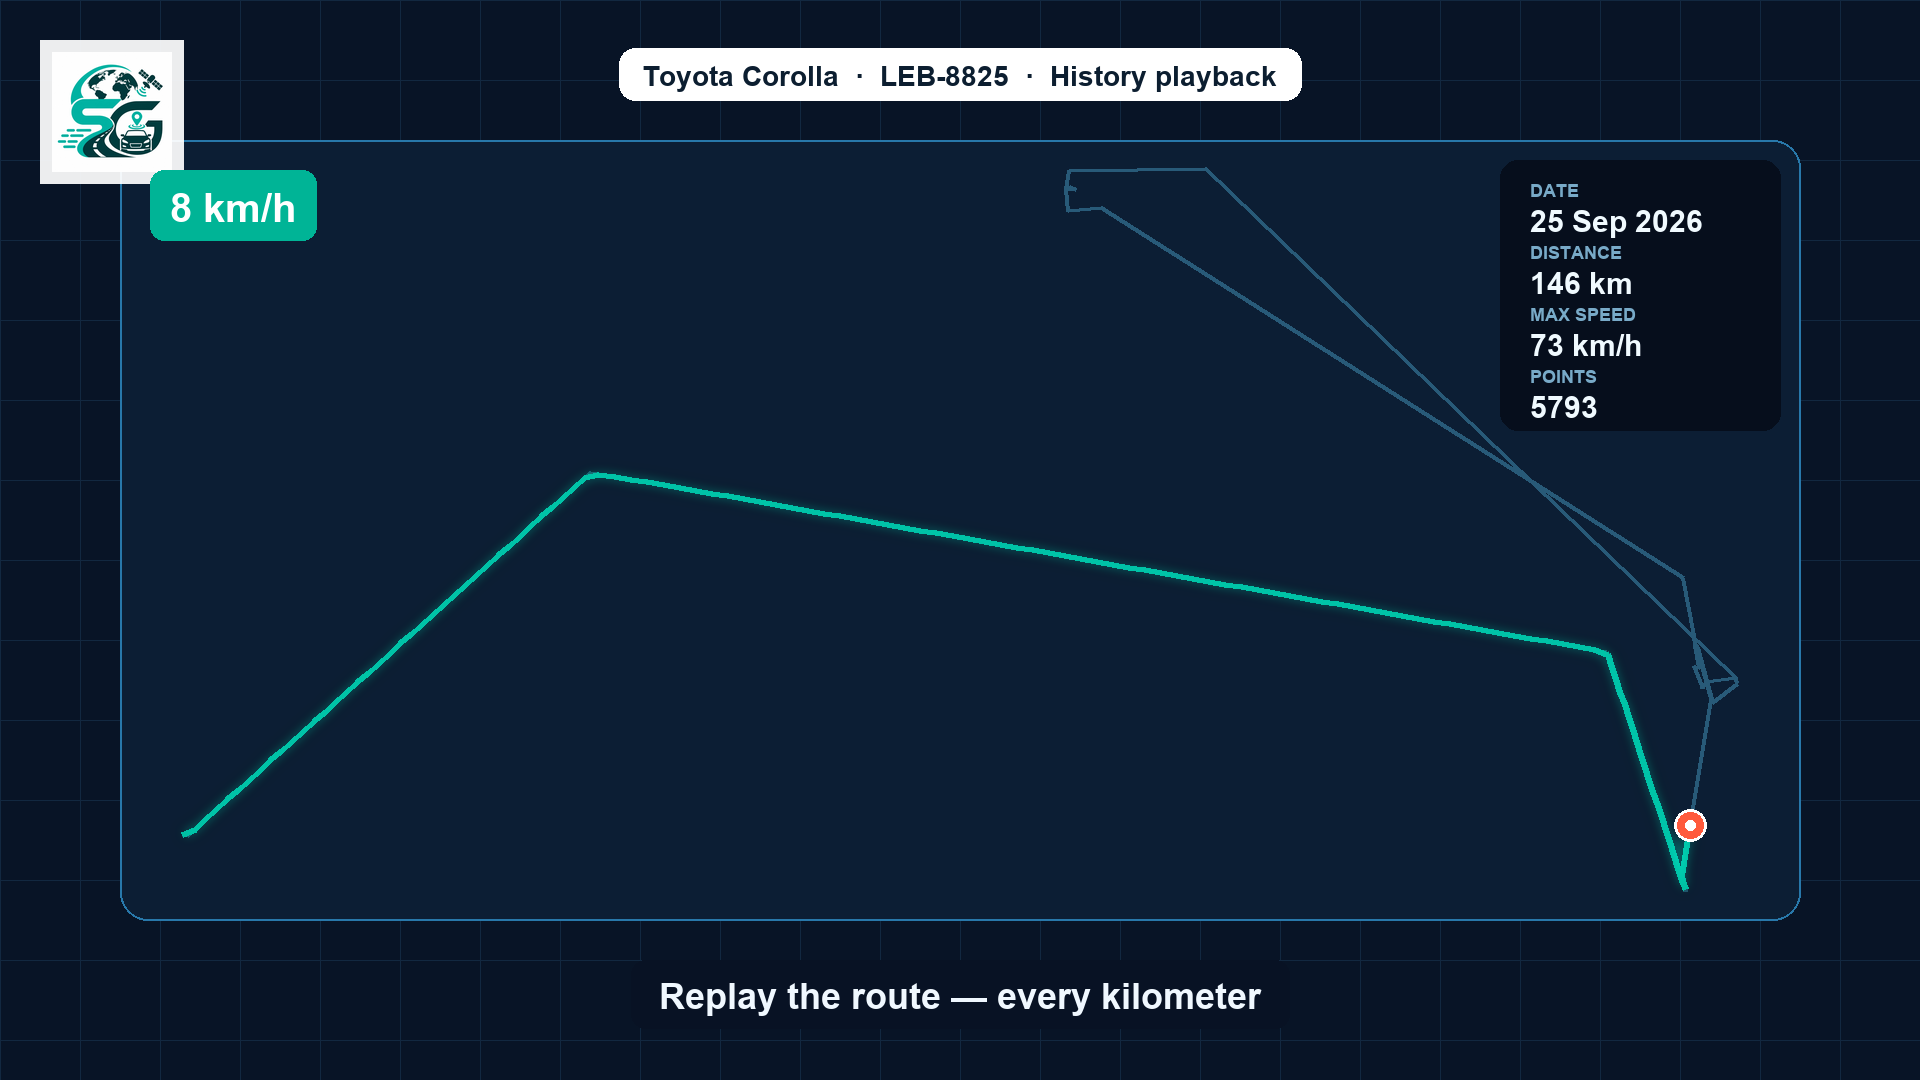 SG
Toyota Corolla · LEB-8825 · History playback
8 km/h
DATE
25 Sep 2026
DISTANCE
146 km
MAX SPEED
73 km/h
POINTS
5793
Replay the route — every kilometer